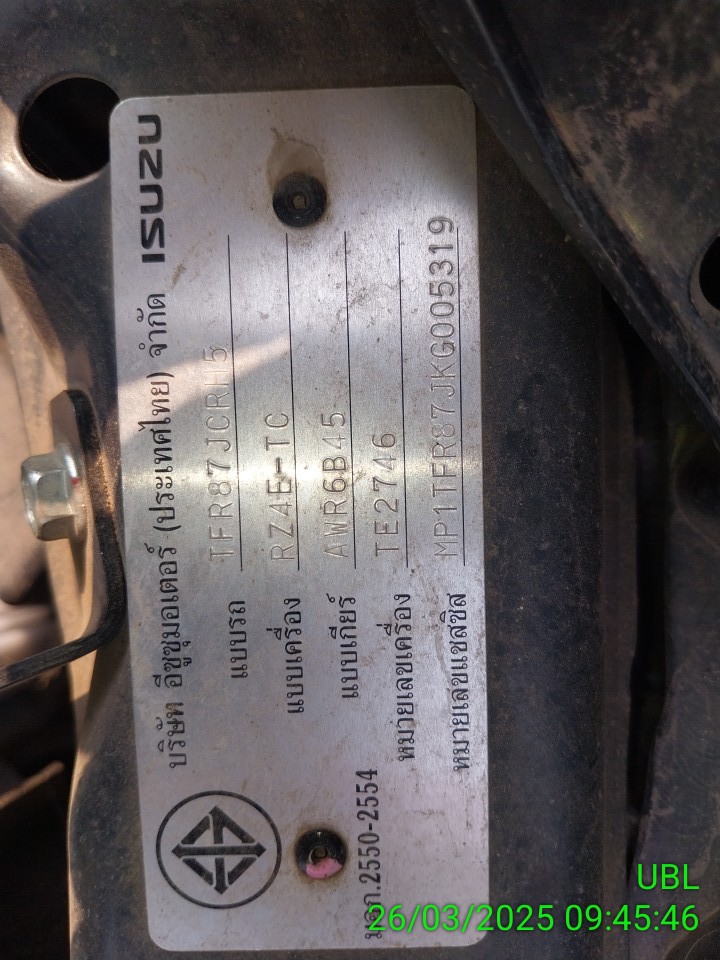 บริษัท อีซูซุมอเตอร์ (ประเทศไทย) จำกัด ISUZU
แบบรถ TFR87JCRH5
แบบเครื่อง RZ4E-TC
แบบเกียร์ AWR6B45
หมายเลขเครื่อง TE2746
หมายเลขแชสซิส MP1TFR87JKG005319
มอก.2550-2554
UBL
26/03/2025 09:45:46